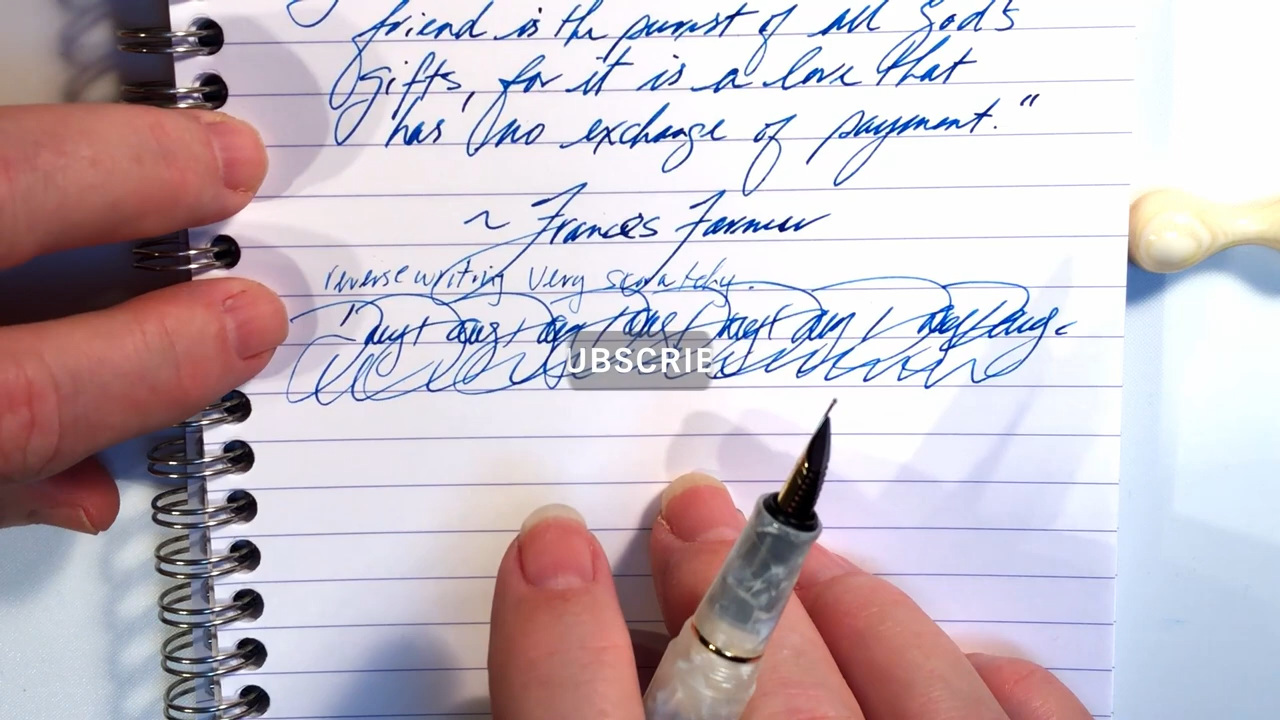 friend is the purest of all God's
gifts, for it is a love that
has no exchange of payment."
~ Frances Farmer
reverse writing very scratchy.
UBSCRIE